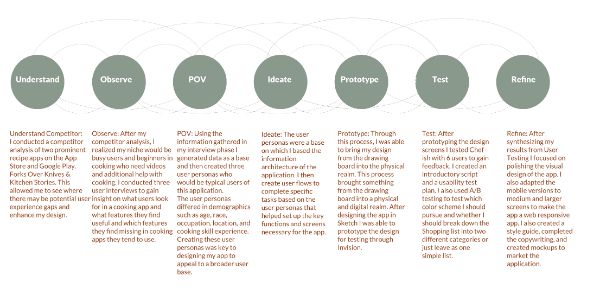 Understand
Observe
POV
Ideate
Prototype
Test
Refine
Understand Competitor:
I conducted a competitor
analysis of two prominent
recipe apps on the App
Store and Google Play,
Forks Over Knives &
Kitchen Stories. This
allowed me to see where
there may be potential user
experience gaps and
enhance my design.
Observe: After my
competitor analysis, I
realized my niche would be
busy users and beginners in
cooking who need videos
and additional help with
cooking. I conducted three
user interviews to gain
insight on what users look
for in a cooking app and
what features they find
useful and which features
they find missing in cooking
apps they tend to use.
POV: Using the
information gathered in
my interview phase I
generated data as a base
and then created three
user personas who
would be typical users of
this application.
The user personas
differed in demographics
such as age, race,
occupation, location, and
cooking skill experience.
Creating these user
personas was key to
designing my app to
appeal to a broader user
base.
Ideate: The user
personas were a base
on which I based the
information
architecture of the
application. I then
create user flows to
complete specific
tasks based on the
user personas that
helped set up the key
functions and screens
necessary for the app.
Prototype: Through
this process, I was able
to bring my design
from the drawing
board into the physical
realm. This process
brought something
from the drawing
board into a physical
and digital realm. After
designing the app in
Sketch I was able to
prototype the design
for testing through
Invision.
Test: After
prototyping the design
screens I tested Chef
ish with 6 users to gain
feedback. I created an
introductory script
and a usability test
plan. I also used A/B
testing to test which
color scheme I should
pursue and whether I
should break down the
Shopping list into two
different categories or
just leave as one
simple list.
Refine: After
synthesizing my
results from User
Testing I focused on
polishing the visual
design of the app. I
also adapted the
mobile versions to
medium and larger
screens to make the
app a web responsive
app. I also created a
style guide, completed
the copywriting, and
created mockups to
market the
application.